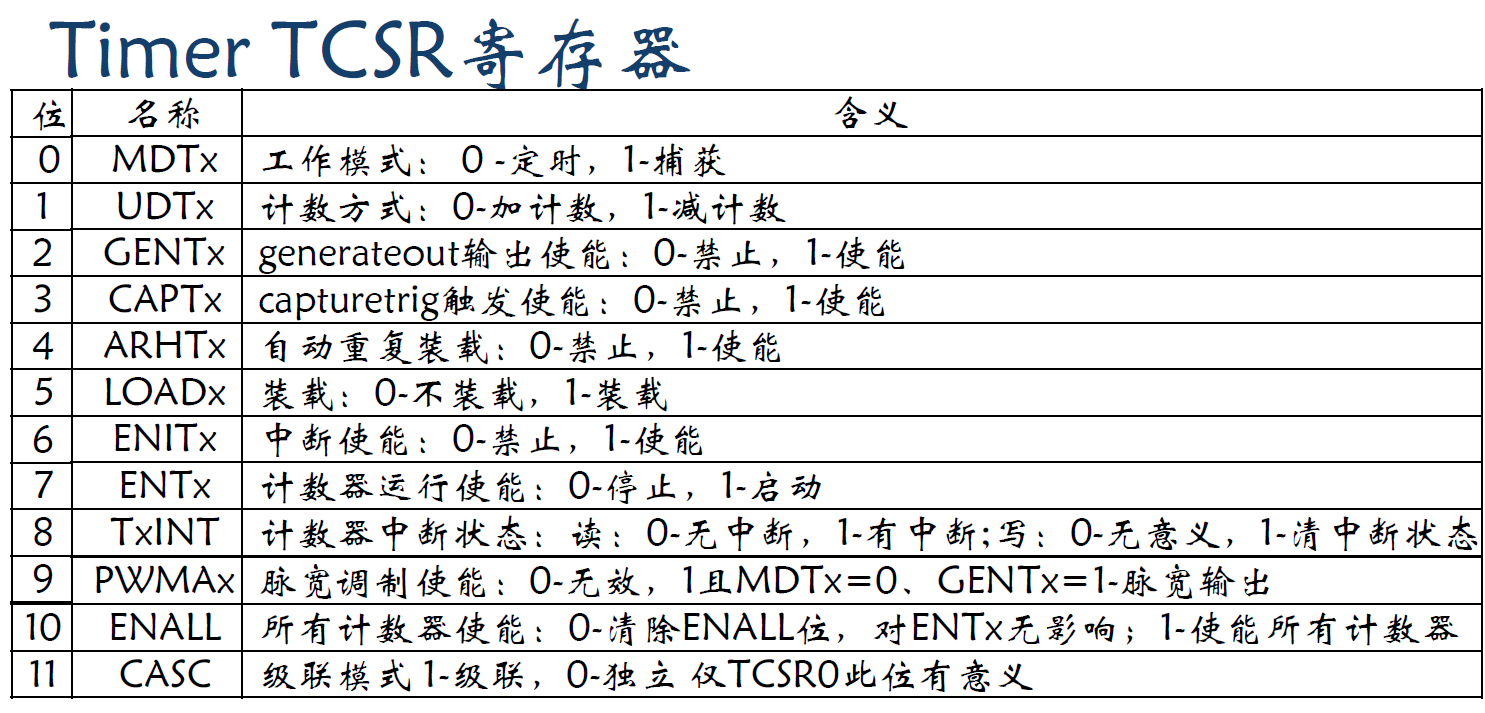 Timer TCSR寄存器
位 名称 含义
0 MDTx 工作模式： 0 -定时，1-捕获
1 UDTx 计数方式：0-加计数，1-减计数
2 GENTx generateout输出使能：0-禁止，1-使能
3 CAPTx capturetrig触发使能：0-禁止，1-使能
4 ARHTx 自动重复装载：0-禁止，1-使能
5 LOADx 装载：0-不装载，1-装载
6 ENITx 中断使能：0-禁止，1-使能
7 ENTx 计数器运行使能：0-停止，1-启动
8 TxINT 计数器中断状态：读：0-无中断，1-有中断;写：0-无意义，1-清中断状态
9 PWMAx 脉宽调制使能：0-无效，1且MDTx=0、GENTx=1-脉宽输出
10 ENALL 所有计数器使能：0-清除ENALL位，对ENTx无影响；1-使能所有计数器
11 CASC 级联模式 1-级联，0-独立 仅TCSR0此位有意义